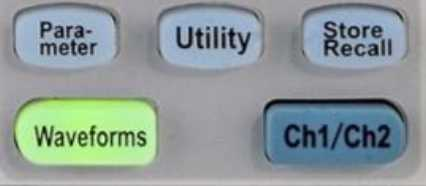 Para-
meter
Utility
Store
Recall
Waveforms
Ch1/Ch2